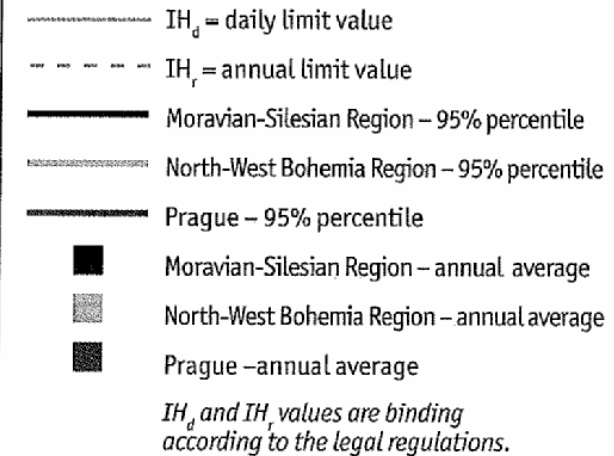 IHd = daily limit value
IHr = annual limit value
Moravian-Silesian Region – 95% percentile
North-West Bohemia Region – 95% percentile
Prague – 95% percentile
Moravian-Silesian Region – annual average
North-West Bohemia Region – annual average
Prague –annual average
IHd and IHr values are binding
according to the legal regulations.